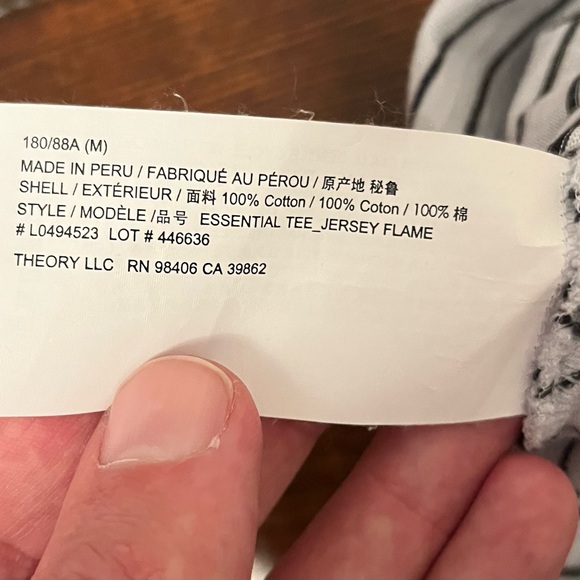 180/88A (M)
MADE IN PERU / FABRIQUÉ AU PÉROU / 原产地 秘鲁
SHELL / EXTÉRIEUR / 面料 100% Cotton / 100% Coton / 100% 棉
STYLE / MODÈLE /品号 ESSENTIAL TEE_JERSEY FLAME
# L0494523 LOT # 446636
THEORY LLC RN 98406 CA 39862